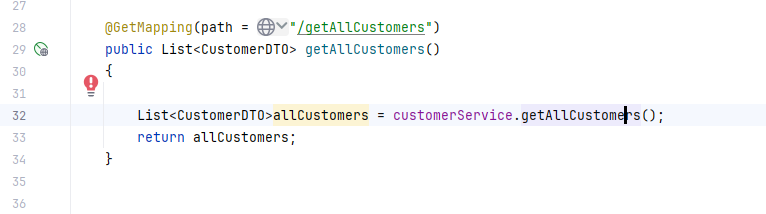 27
28 @GetMapping(path = "/getAllCustomers")
29 public List<CustomerDTO> getAllCustomers()
30 {
31
32 List<CustomerDTO>allCustomers = customerService.getAllCustomers();
33 return allCustomers;
34 }
35
36